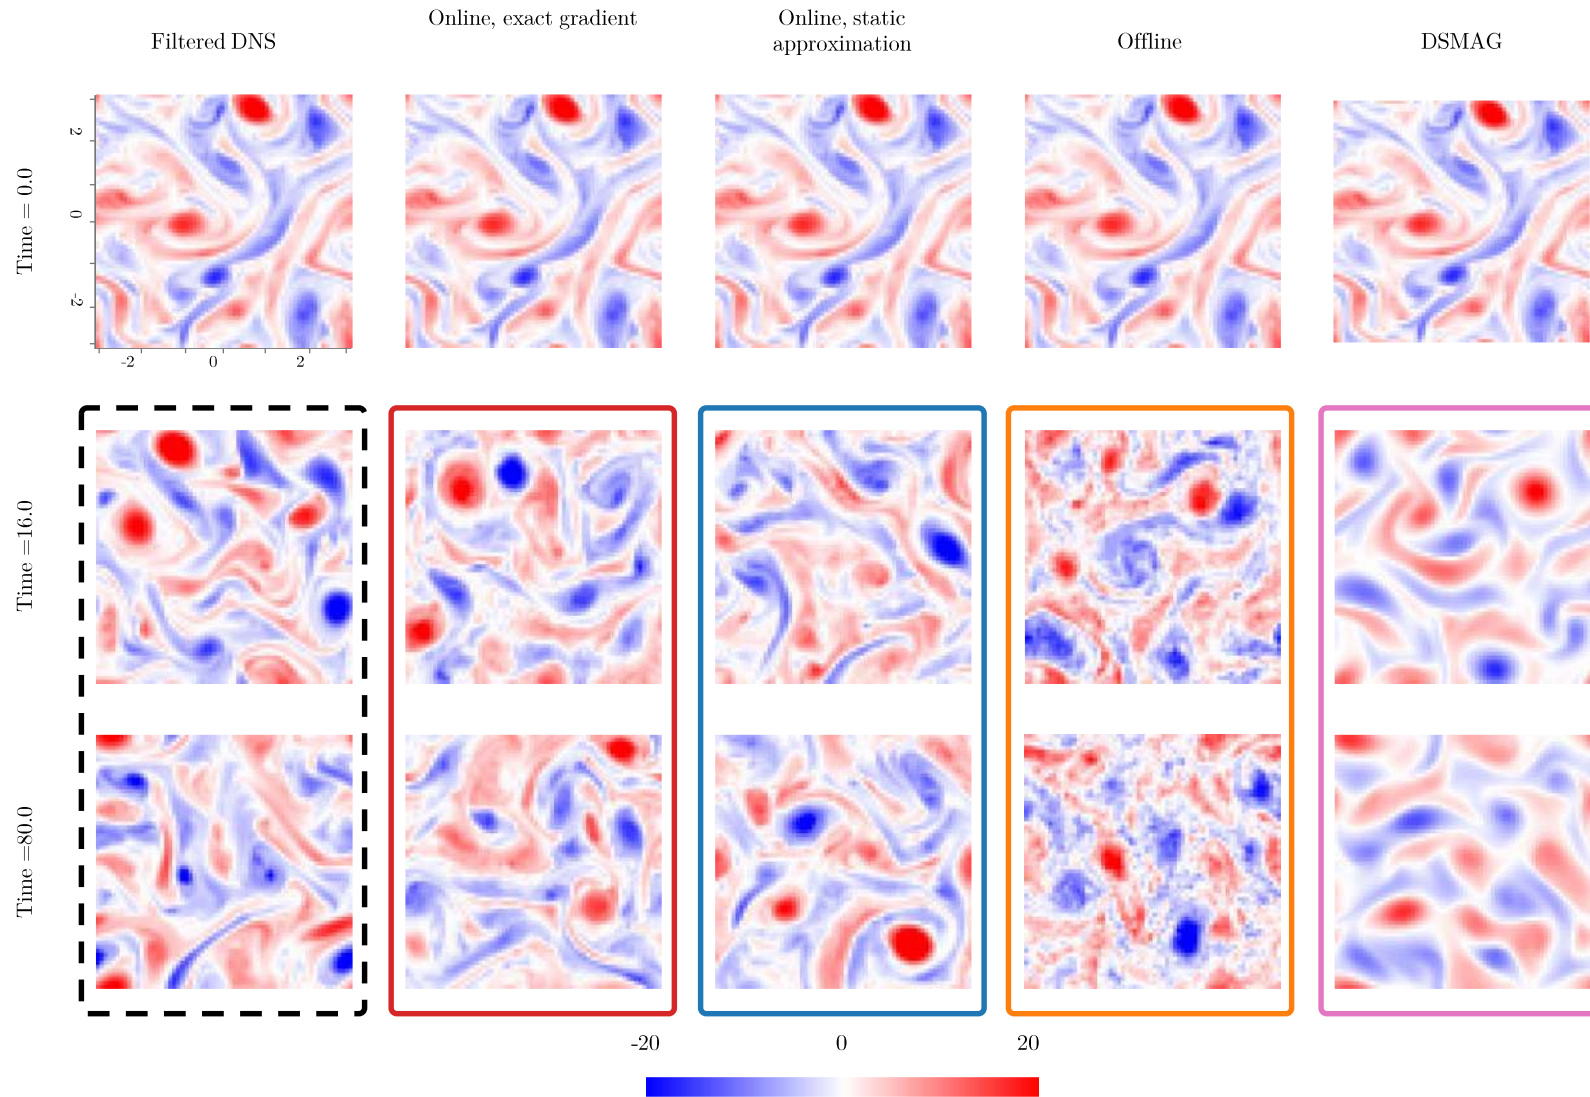 Filtered DNS
Online, exact gradient
Online, static
approximation
Offline
DSMAG
Time = 0.0
2
0
-2
-2
0
2
Time =16.0
Time =80.0
-20
0
20